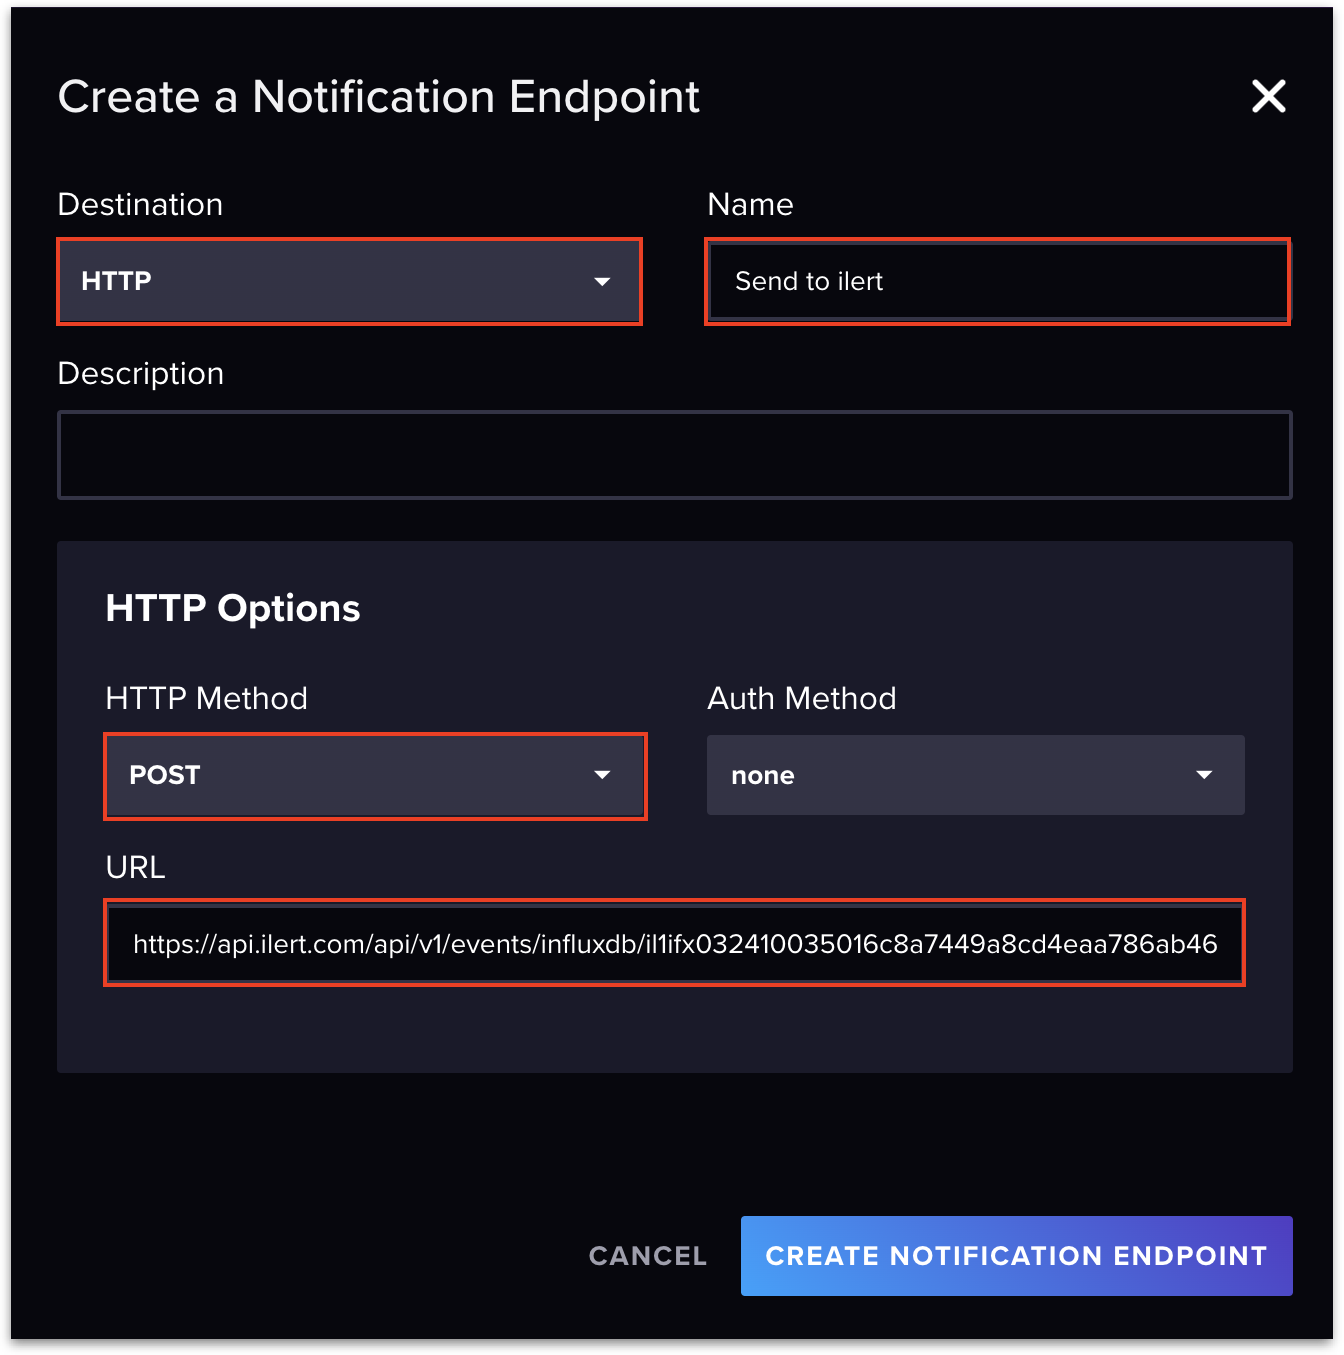 Create a Notification Endpoint
Destination
Name
HTTP
Send to ilert
Description
HTTP Options
HTTP Method
Auth Method
POST
none
URL
https://api.ilert.com/api/v1/events/influxdb/il1ifx032410035016c8a7449a8cd4eaa786ab46
CANCEL
CREATE NOTIFICATION ENDPOINT